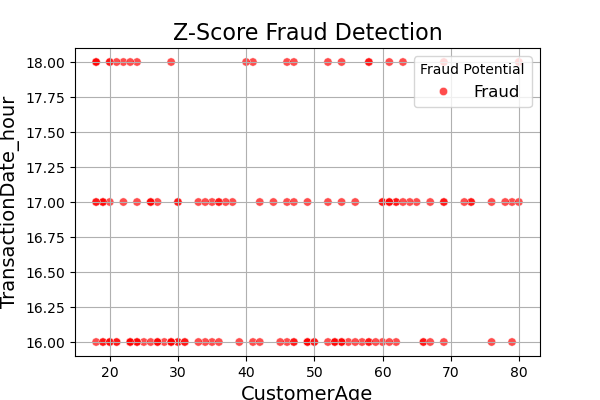 Z-Score Fraud Detection
TransactionDate_hour
18.00
17.75
17.50
17.25
17.00
16.75
16.50
16.25
16.00
Fraud Potential
Fraud
20 30 40 50 60 70 80
CustomerAge